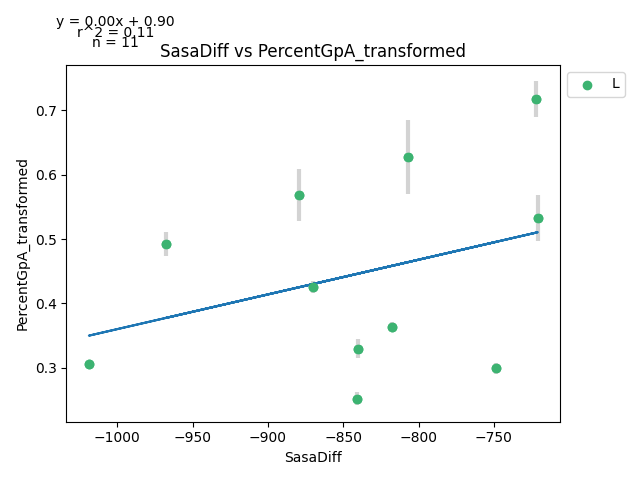 y = 0.00x + 0.90
r^2 = 0.11
n = 11
SasaDiff vs PercentGpA_transformed
L
PercentGpA_transformed
0.7
0.6
0.5
0.4
0.3
−1000
−950
−900
−850
−800
−750
SasaDiff